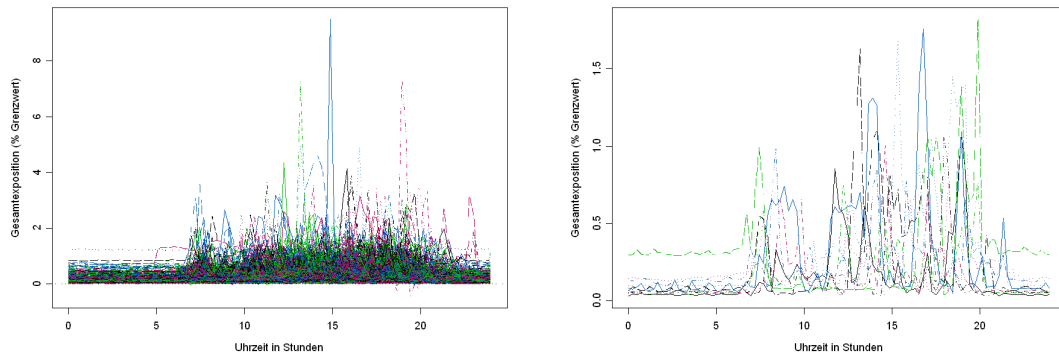 8
6
4
2
0
Gesamtexposition (% Grenzwert)
0 5 10 15 20
Uhrzeit in Stunden
1.5
1.0
0.5
0.0
Gesamtexposition (% Grenzwert)
0 5 10 15 20
Uhrzeit in Stunden